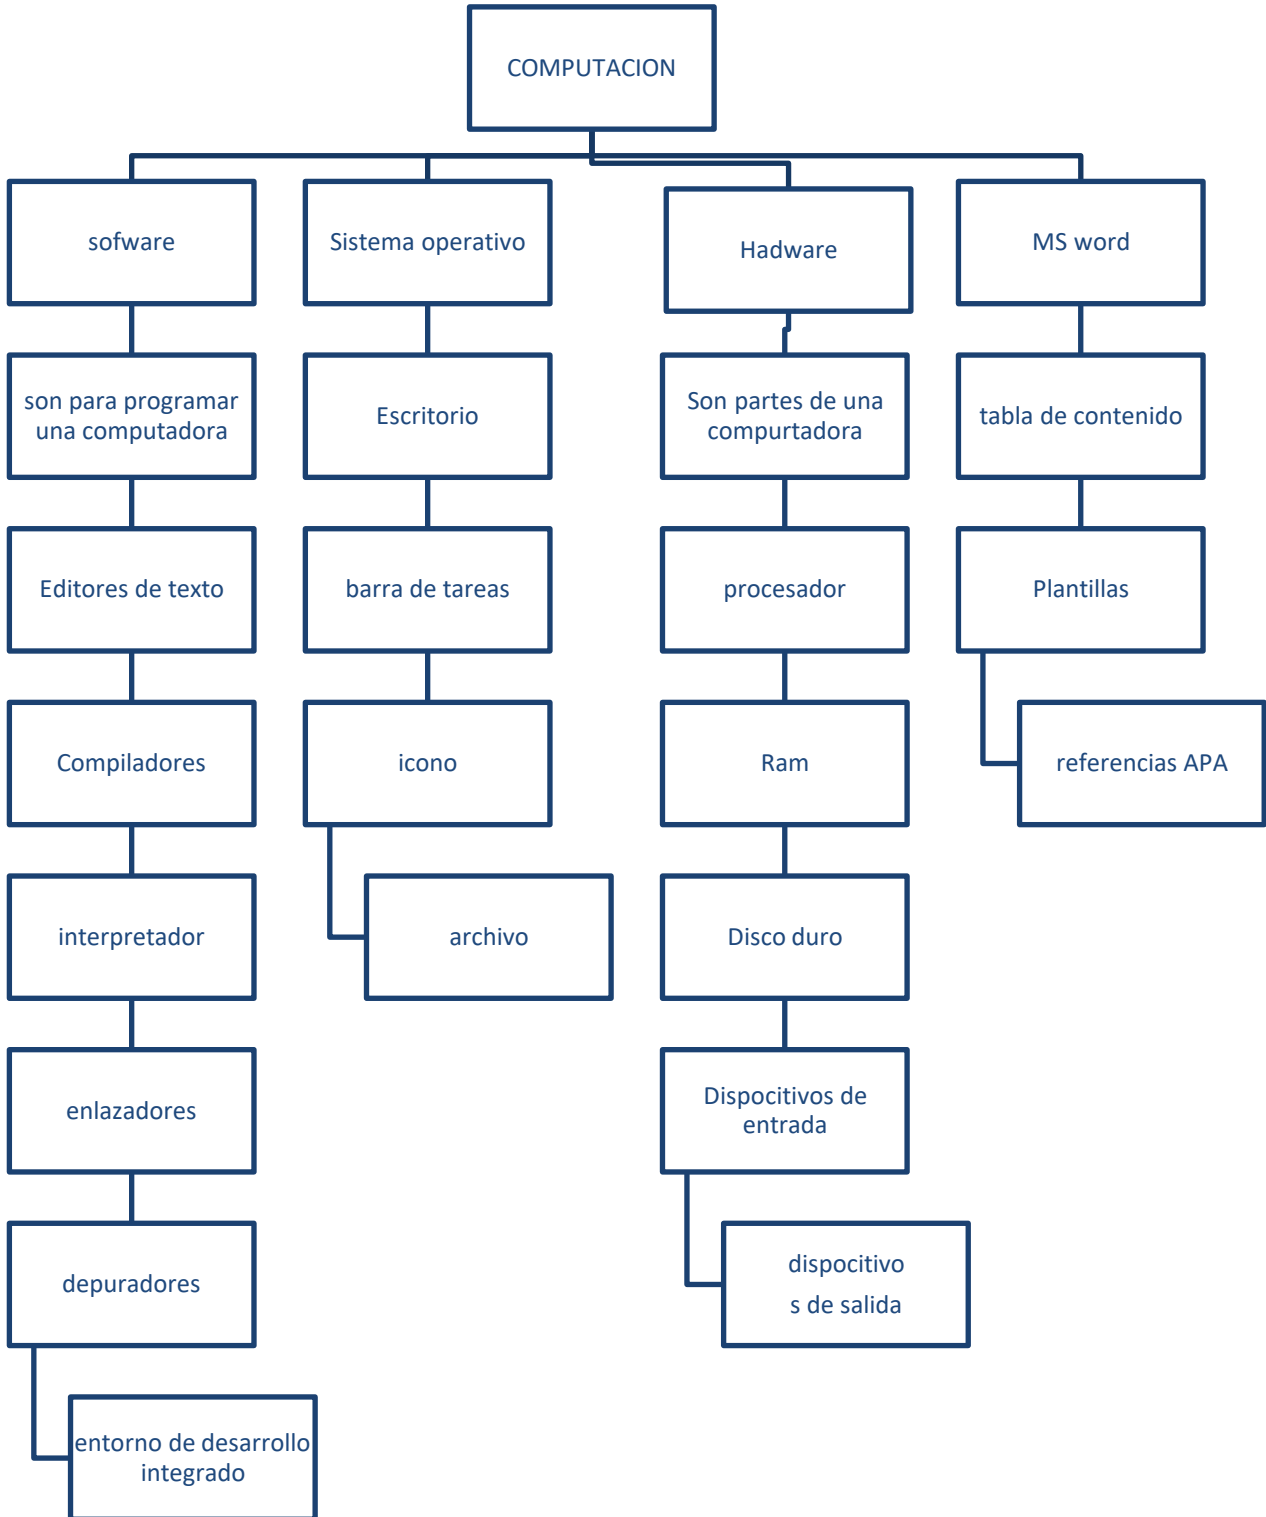 COMPUTACION
sofware
Sistema operativo
Hadware
MS word
son para programar
una computadora
Escritorio
Son partes de una
compurtadora
tabla de contenido
Editores de texto
barra de tareas
procesador
Plantillas
Compiladores
icono
Ram
referencias APA
interpretador
archivo
Disco duro
enlazadores
Dispocitivos de
entrada
depuradores
dispocitivo
s de salida
entorno de desarrollo
integrado